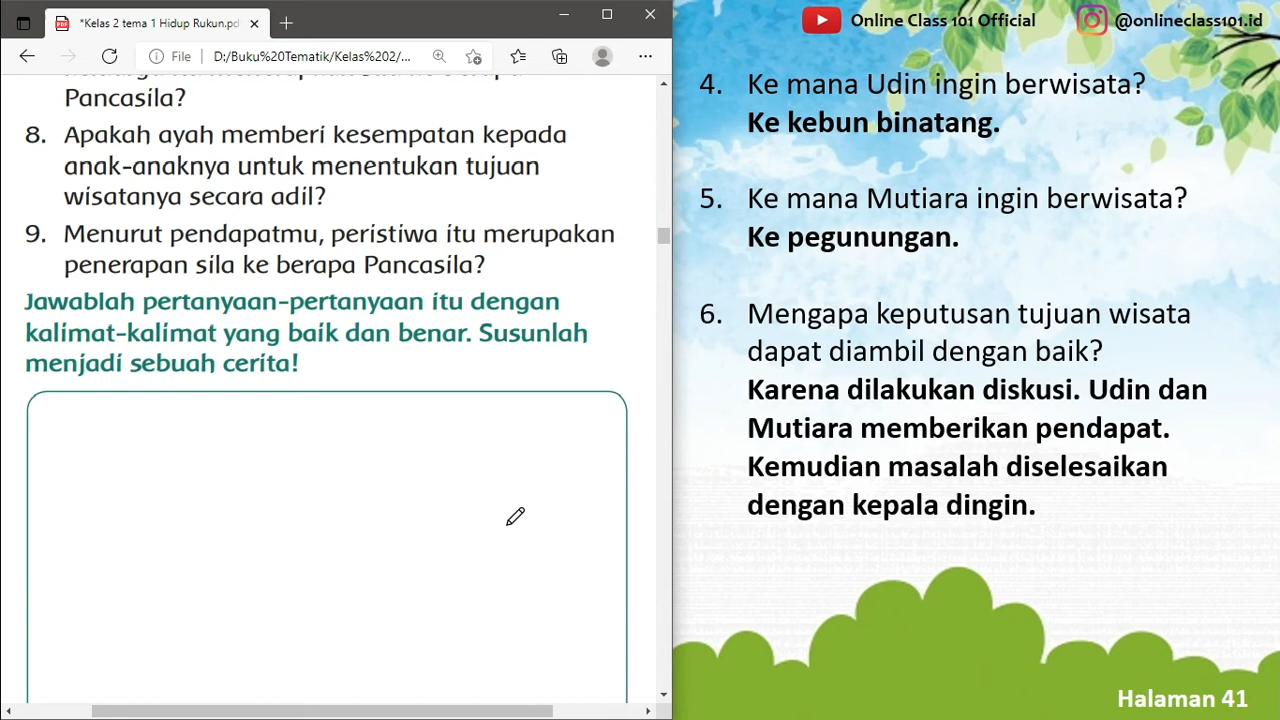 *Kelas 2 tema 1 Hidup Rukun.pd
File
D:/Buku%20Tematik/Kelas%202/...
Pancasila?
8. Apakah ayah memberi kesempatan kepada
anak-anaknya untuk menentukan tujuan
wisatanya secara adil?
9. Menurut pendapatmu, peristiwa itu merupakan
penerapan sila ke berapa Pancasila?
Jawablah pertanyaan-pertanyaan itu dengan
kalimat-kalimat yang baik dan benar. Susunlah
menjadi sebuah cerita!
Online Class 101 Official
@onlineclass101.id
4. Ke mana Udin ingin berwisata?
Ke kebun binatang.
5. Ke mana Mutiara ingin berwisata?
Ke pegunungan.
6. Mengapa keputusan tujuan wisata
dapat diambil dengan baik?
Karena dilakukan diskusi. Udin dan
Mutiara memberikan pendapat.
Kemudian masalah diselesaikan
dengan kepala dingin.
Halaman 41